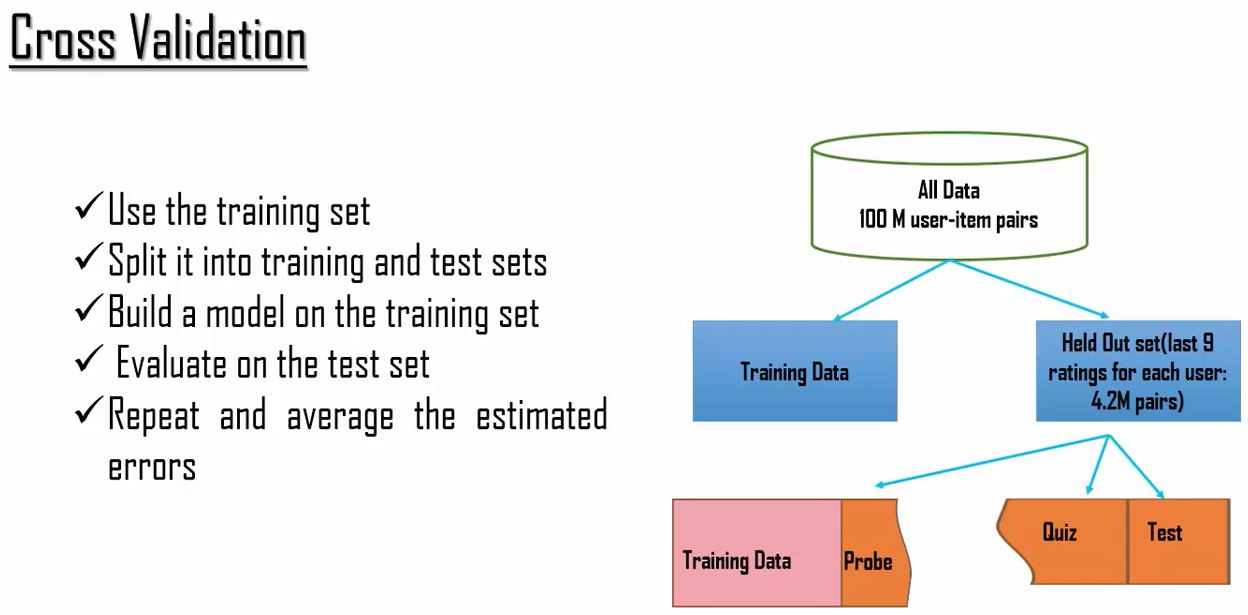 Cross Validation
✓Use the training set
✓Split it into training and test sets
✓Build a model on the training set
✓ Evaluate on the test set
✓Repeat and average the estimated
errors
All Data
100 M user-item pairs
Training Data
Held Out set(last 9
ratings for each user:
4.2M pairs)
Training Data
Probe
Quiz
Test